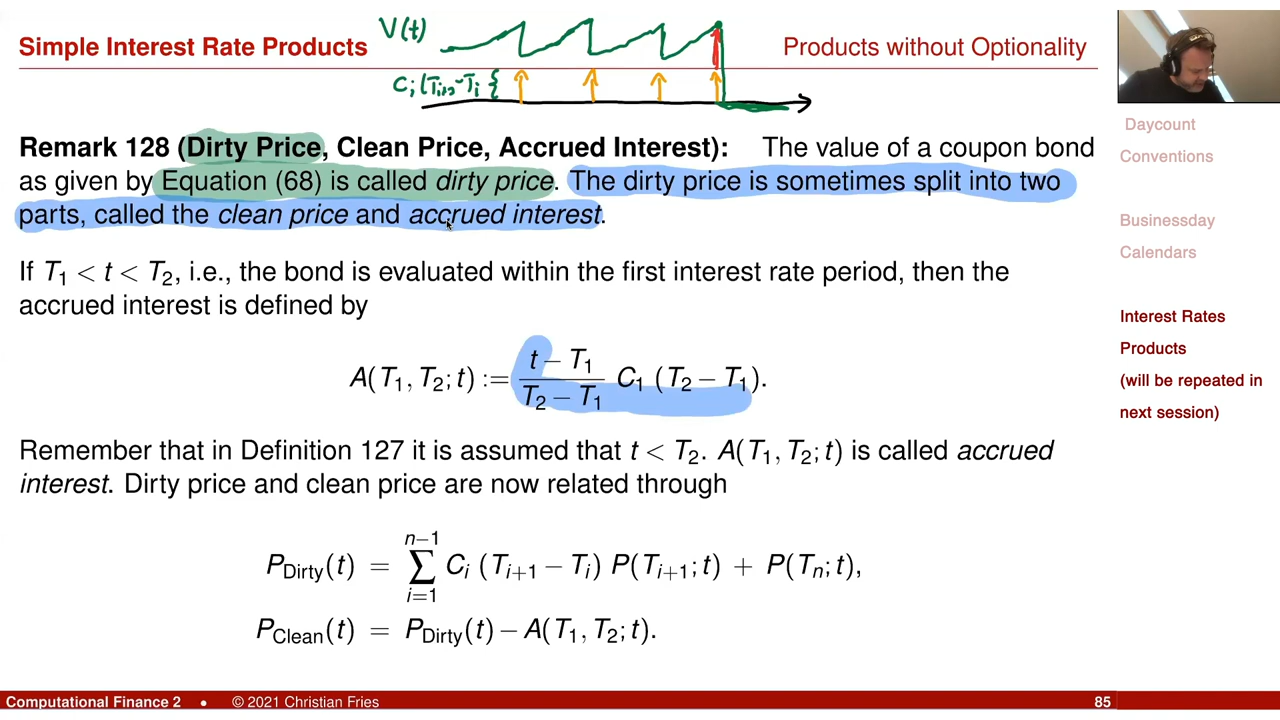 Simple Interest Rate Products
V(t)
Products without Optionality
Cᵢ(Tᵢ₊₁-Tᵢ {
Remark 128 (Dirty Price, Clean Price, Accrued Interest): The value of a coupon bond
as given by Equation (68) is called dirty price. The dirty price is sometimes split into two
parts, called the clean price and accrued interest.
If T₁ < t < T₂, i.e., the bond is evaluated within the first interest rate period, then the
accrued interest is defined by
A(T₁, T₂; t) := (t − T₁)/(T₂ − T₁) C₁ (T₂ − T₁).
Remember that in Definition 127 it is assumed that t < T₂. A(T₁, T₂; t) is called accrued
interest. Dirty price and clean price are now related through
P_Dirty(t) = ∑_{i=1}^{n−1} Cᵢ (Tᵢ₊₁ − Tᵢ) P(Tᵢ₊₁; t) + P(Tₙ; t),
P_Clean(t) = P_Dirty(t) − A(T₁, T₂; t).
Daycount
Conventions
Businessday
Calendars
Interest Rates
Products
(will be repeated in
next session)
Computational Finance 2 • © 2021 Christian Fries 85